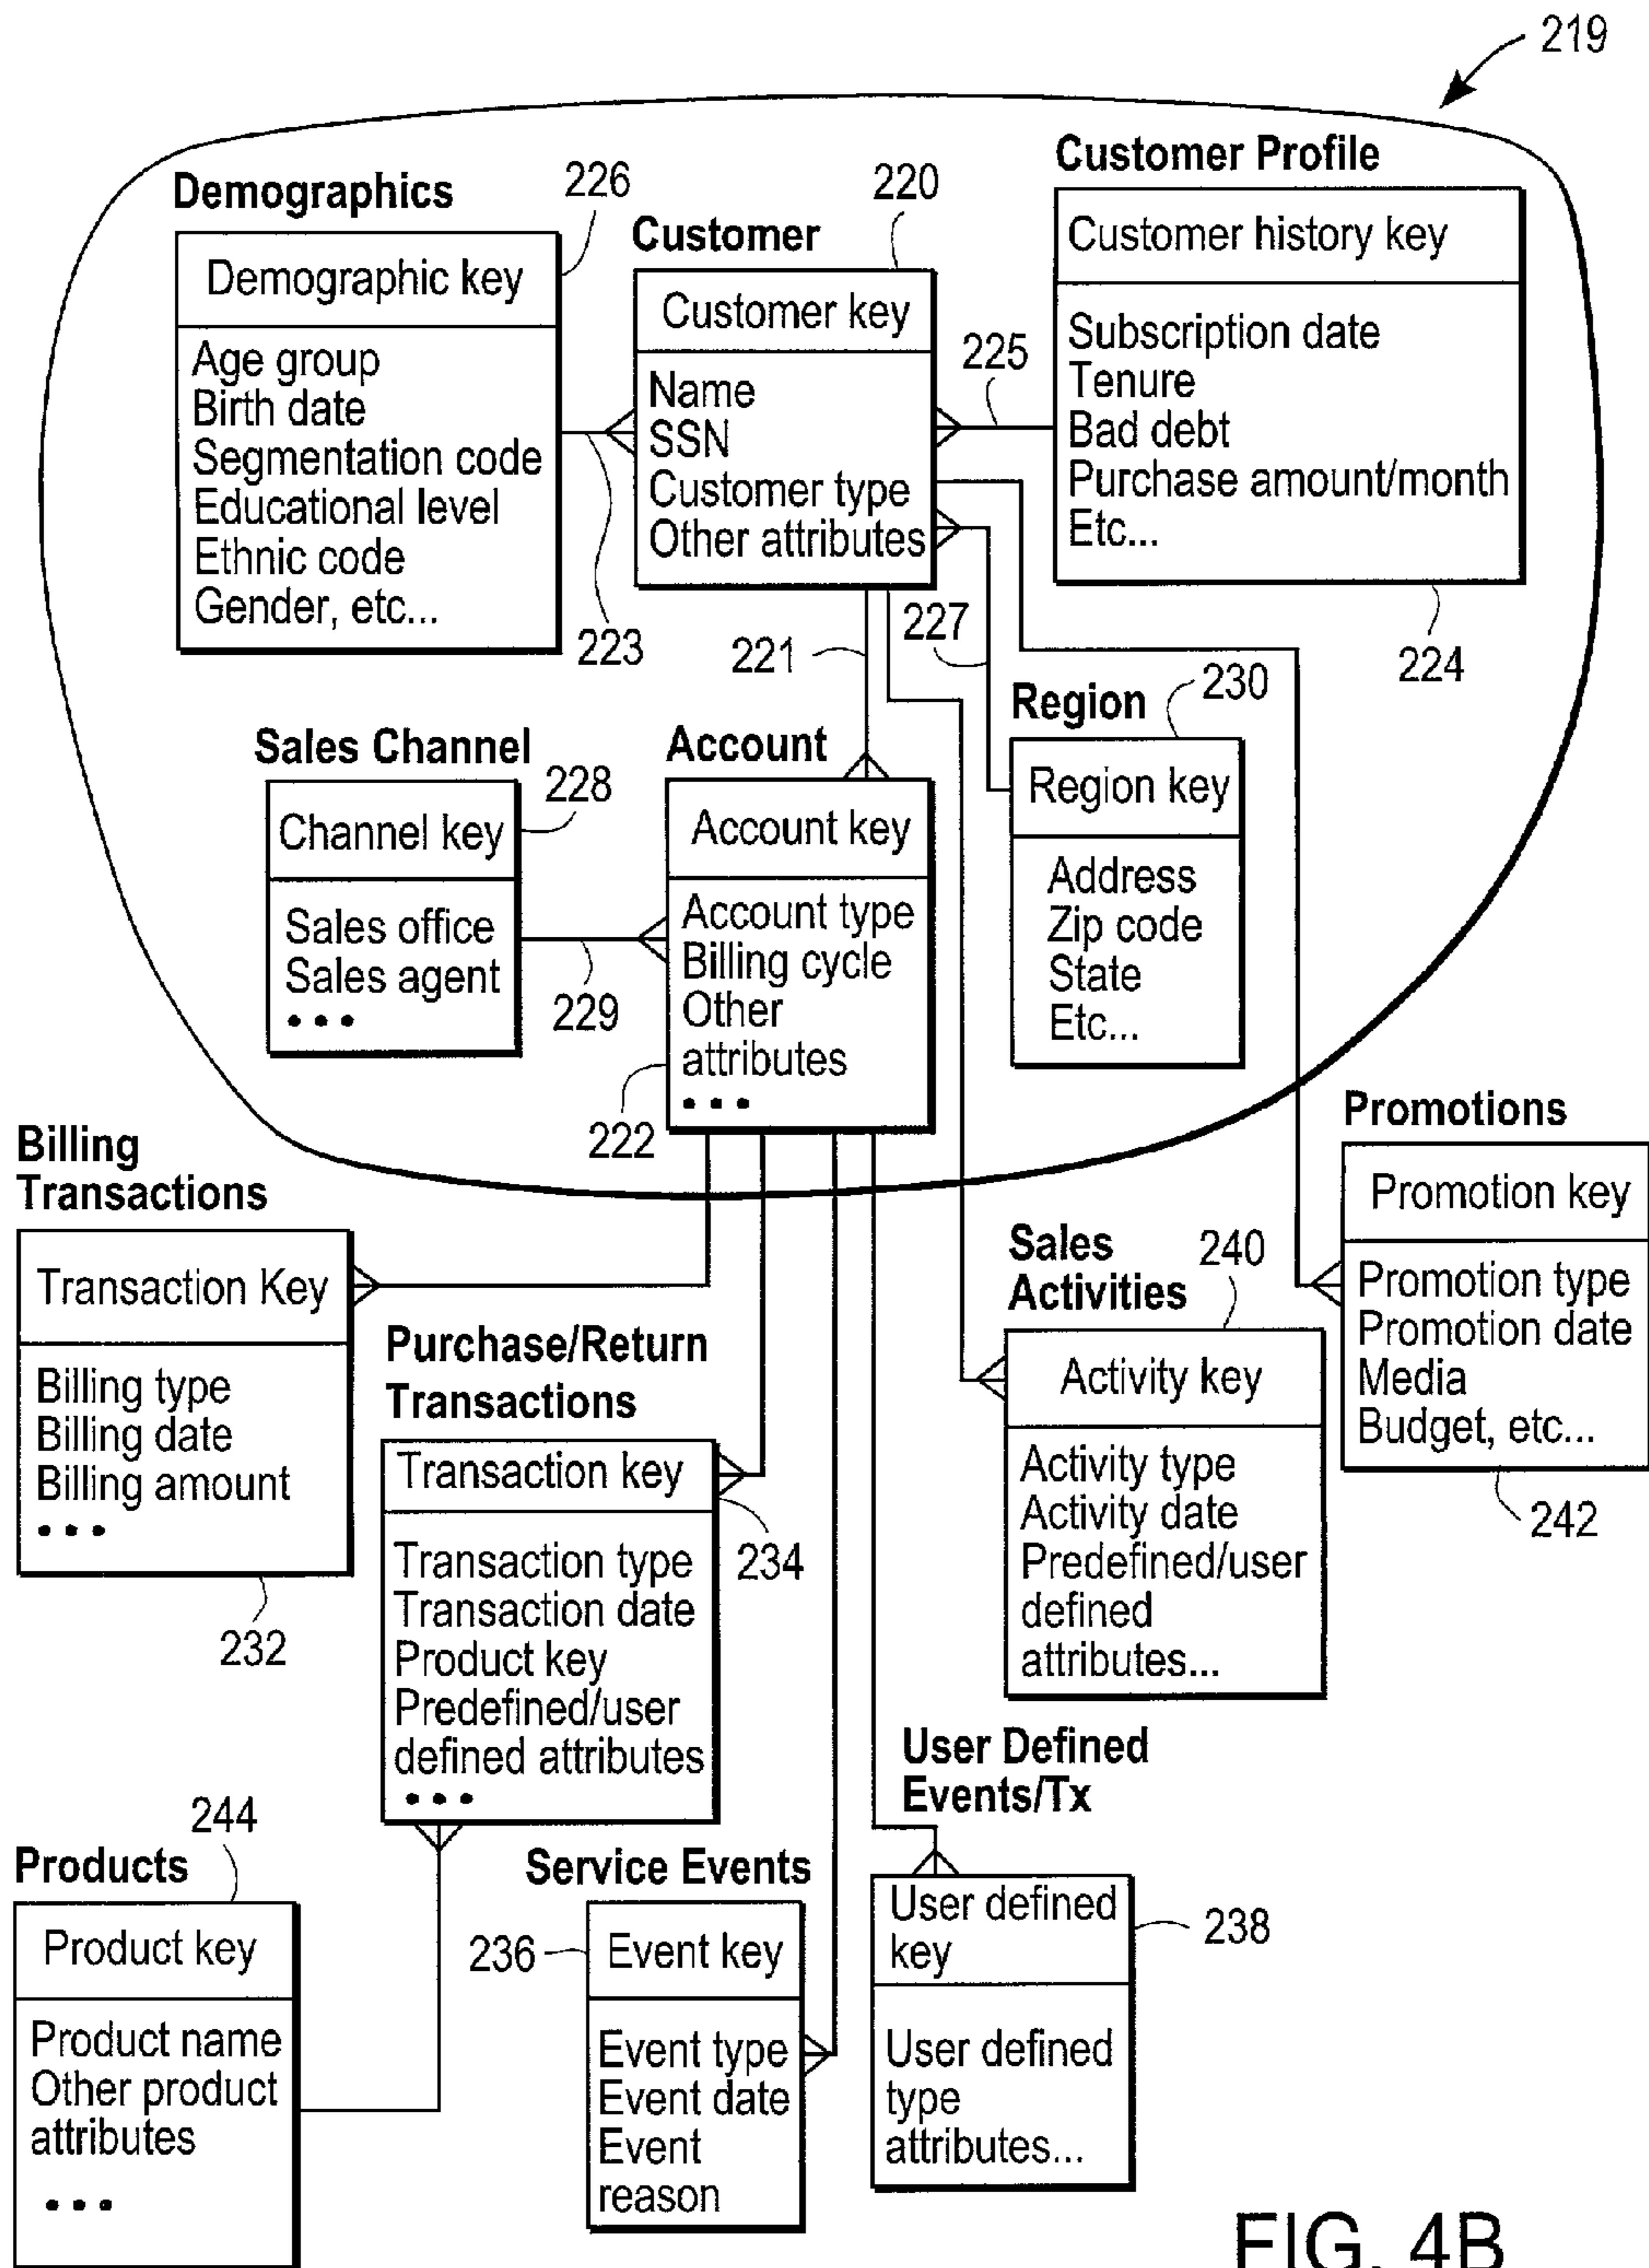 219
Demographics
226
Demographic key
Age group
Birth date
Segmentation code
Educational level
Ethnic code
Gender, etc...
223
Customer
220
Customer key
Name
SSN
Customer type
Other attributes
225
Customer Profile
Customer history key
Subscription date
Tenure
Bad debt
Purchase amount/month
Etc...
224
221
227
Sales Channel
228
Channel key
Sales office
Sales agent
•••
229
Account
Account key
Account type
Billing cycle
Other
attributes
•••
222
Region
230
Region key
Address
Zip code
State
Etc...
Billing
Transactions
Transaction Key
Billing type
Billing date
Billing amount
•••
232
Purchase/Return
Transactions
Transaction key
234
Transaction type
Transaction date
Product key
Predefined/user
defined attributes
•••
Sales
Activities
240
Activity key
Activity type
Activity date
Predefined/user
defined
attributes...
Promotions
Promotion key
Promotion type
Promotion date
Media
Budget, etc...
242
Products
244
Product key
Product name
Other product
attributes
•••
Service Events
236
Event key
Event type
Event date
Event
reason
User Defined
Events/Tx
User defined
key
238
User defined
type
attributes...
FIG. 4B